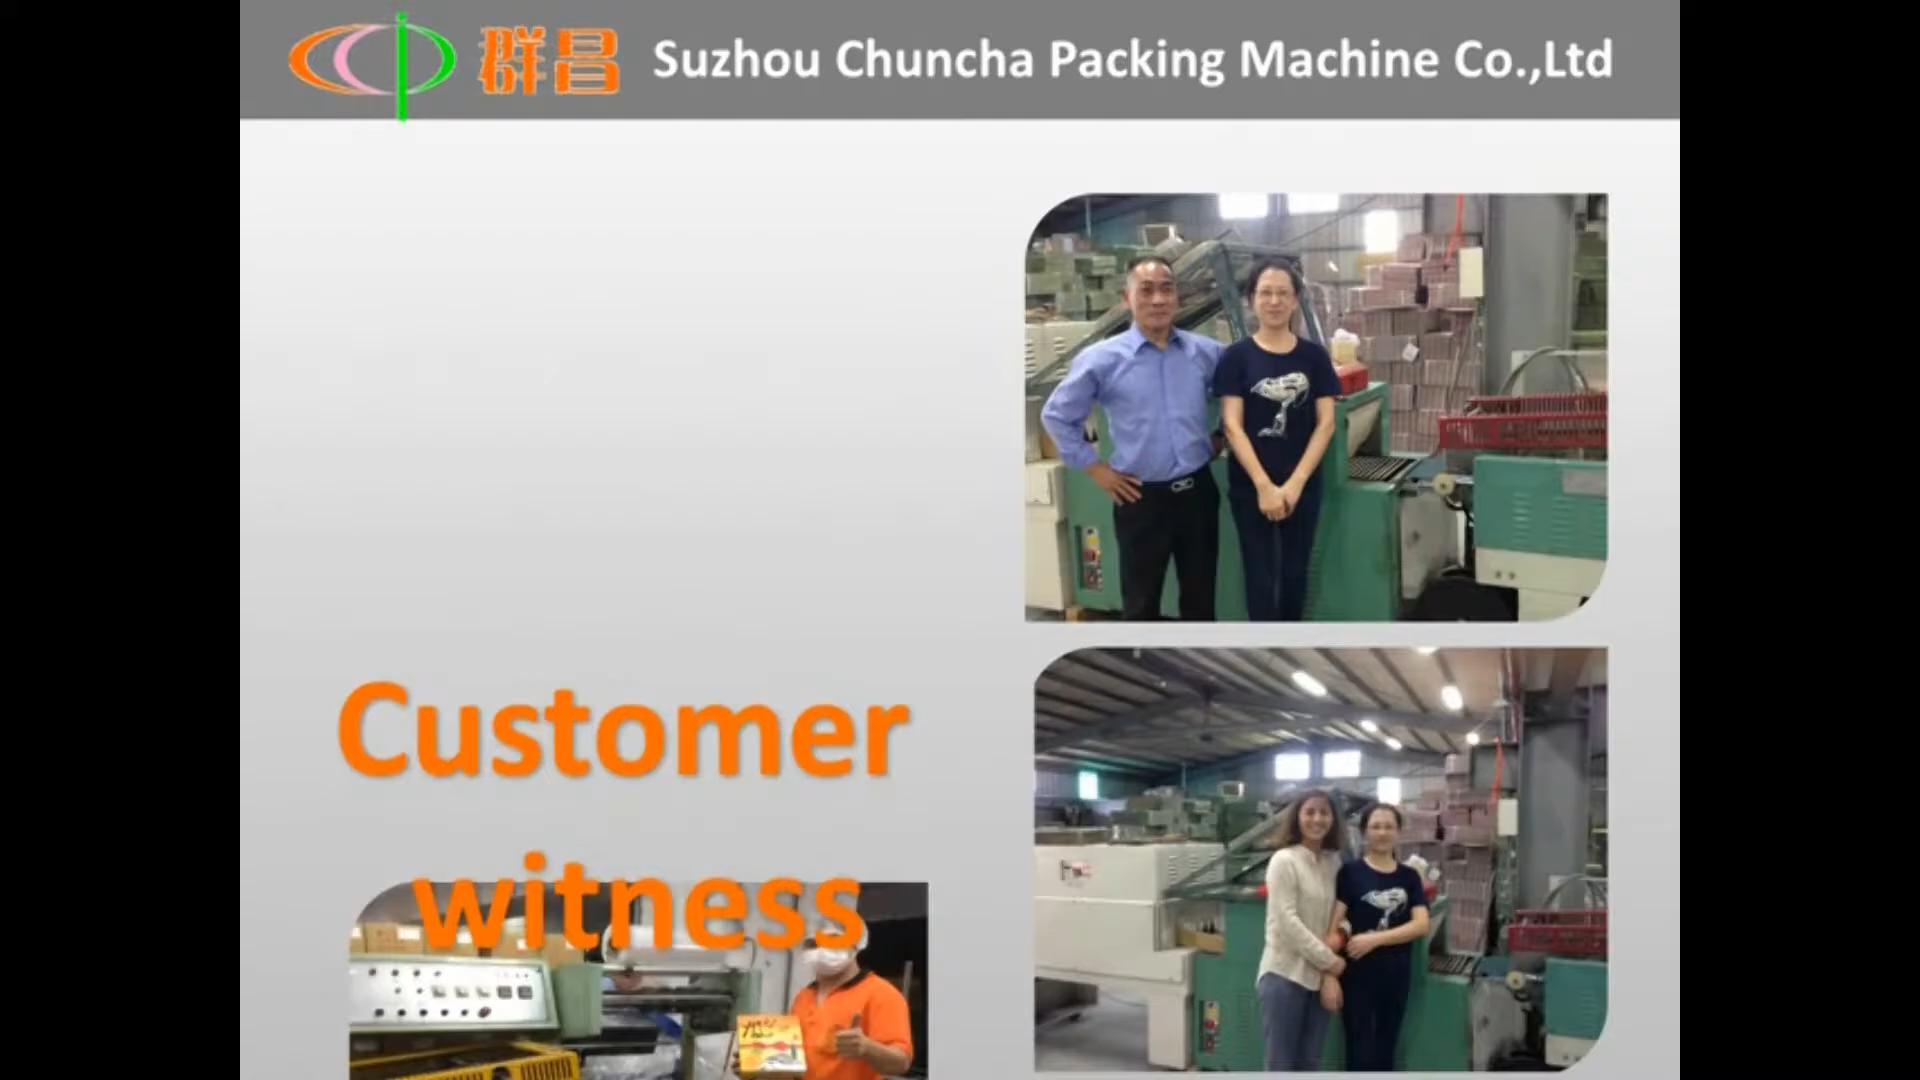 群昌 Suzhou Chuncha Packing Machine Co.,Ltd
Customer
witness